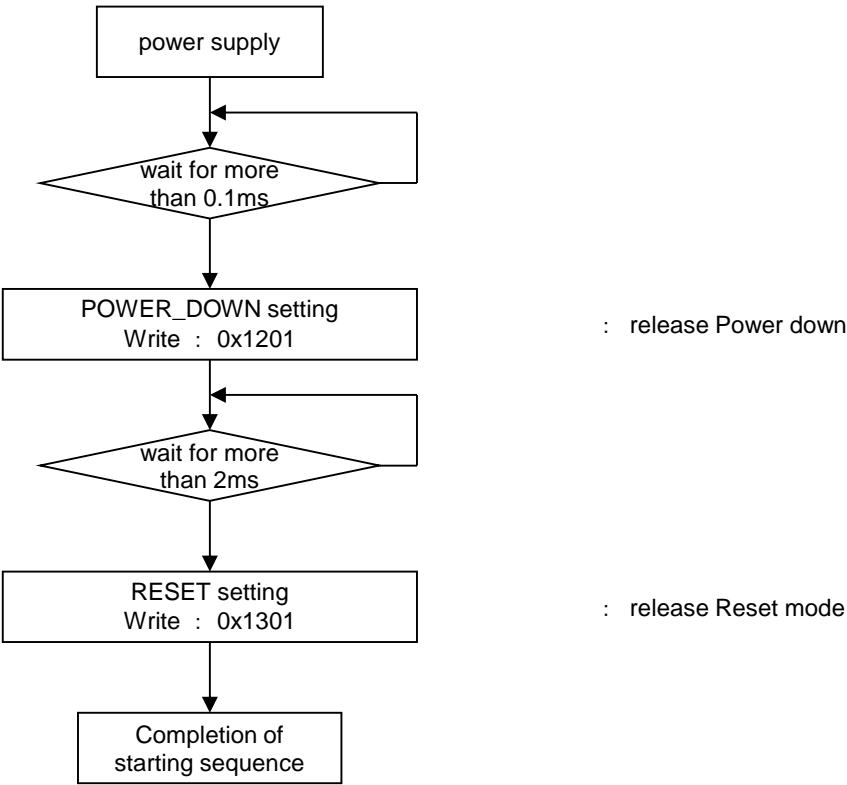 power supply
wait for more
than 0.1ms
POWER_DOWN setting
Write : 0x1201
: release Power down
wait for more
than 2ms
RESET setting
Write : 0x1301
: release Reset mode
Completion of
starting sequence